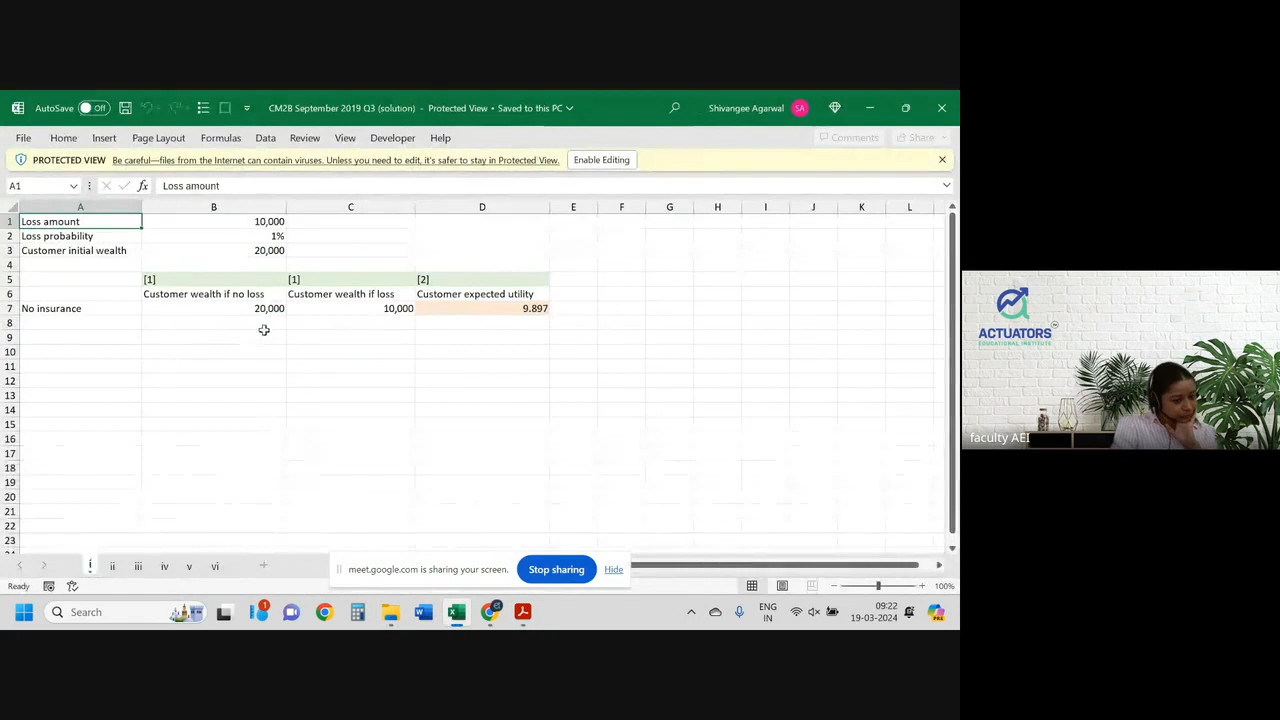 AutoSave Off CM2B September 2019 Q3 (solution) - Protected View • Saved to this PC Shivangee Agarwal SA
File Home Insert Page Layout Formulas Data Review View Developer Help Comments Share
PROTECTED VIEW Be careful—files from the Internet can contain viruses. Unless you need to edit, it's safer to stay in Protected View. Enable Editing
A1 fx Loss amount
A B C D E F G H I J K L
1 Loss amount 10,000
2 Loss probability 1%
3 Customer initial wealth 20,000
4
5 [1] [1] [2]
6 Customer wealth if no loss Customer wealth if loss Customer expected utility
7 No insurance 20,000 10,000 9.897
8
9
10
11
12
13
14
15
16
17
18
19
20
21
22
23
i ii iii iv v vi
meet.google.com is sharing your screen. Stop sharing Hide
Ready 100%
Search 1 ENG IN 09:22 19-03-2024
ACTUATORS
EDUCATIONAL INSTITUTE
faculty AEI